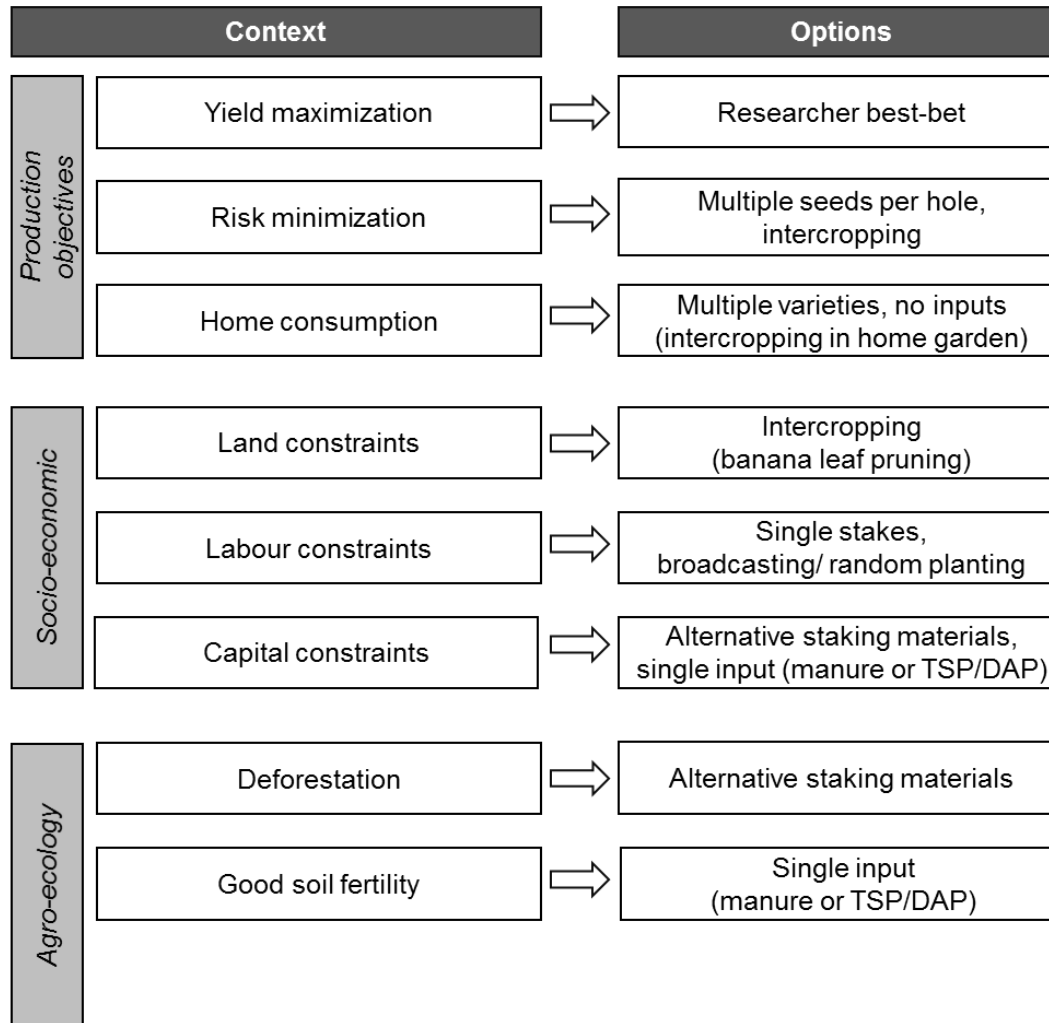 Context
Options
Production
objectives
Yield maximization
Researcher best-bet
Risk minimization
Multiple seeds per hole,
intercropping
Home consumption
Multiple varieties, no inputs
(intercropping in home garden)
Socio-economic
Land constraints
Intercropping
(banana leaf pruning)
Labour constraints
Single stakes,
broadcasting/ random planting
Capital constraints
Alternative staking materials,
single input (manure or TSP/DAP)
Agro-ecology
Deforestation
Alternative staking materials
Good soil fertility
Single input
(manure or TSP/DAP)